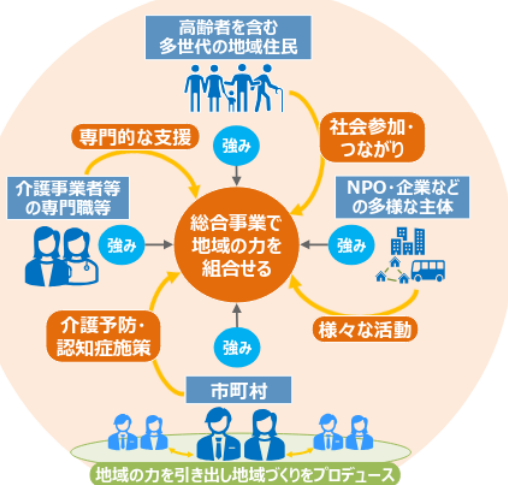 高齢者を含む
多世代の地域住民
専門的な支援
強み
社会参加・
つながり
介護事業者等
の専門職等
NPO・企業など
の多様な主体
総合事業で
地域の力を
組合せる
強み
強み
介護予防・
認知症施策
強み
様々な活動
市町村
地域の力を引き出し地域づくりをプロデュース